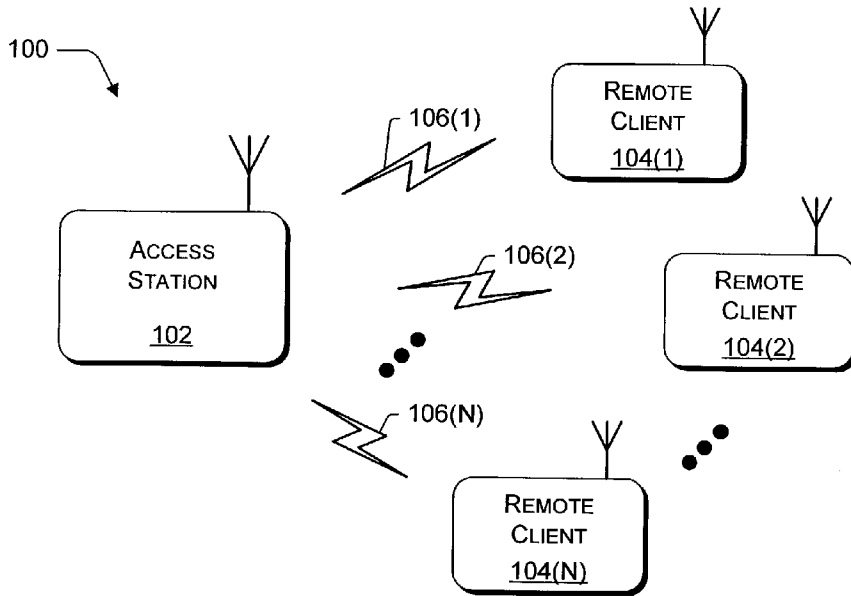 100
106(1)
REMOTE
CLIENT
104(1)
ACCESS
STATION
102
106(2)
REMOTE
CLIENT
104(2)
106(N)
REMOTE
CLIENT
104(N)